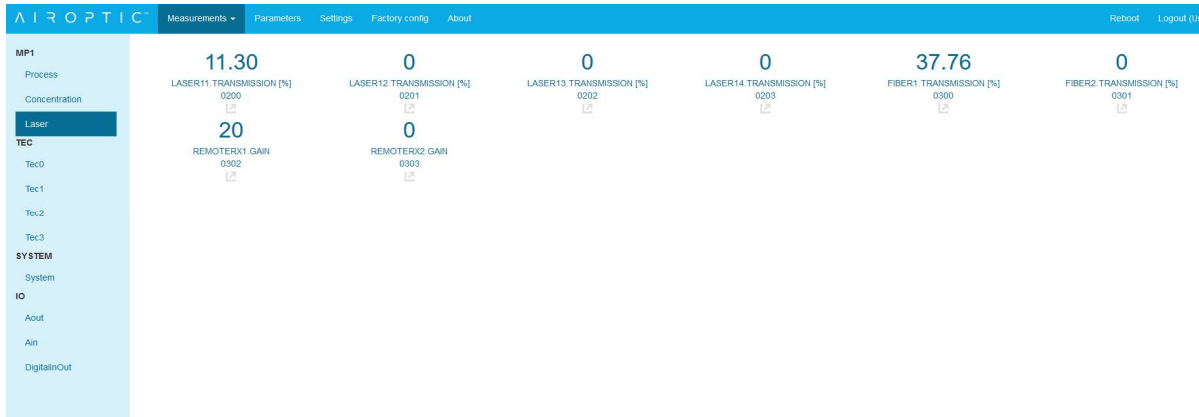 AIROPTIC™ Measurements Parameters Settings Factory config About Reboot
MP1
Process
Concentration
Laser
TEC
Tec0
Tec1
Tec2
Tec3
SYSTEM
System
IO
Aout
Ain
DigitalInOut
11.30 0 0 0 37.76 0
LASER11.TRANSMISSION [%] LASER12.TRANSMISSION [%] LASER13.TRANSMISSION [%] LASER14.TRANSMISSION [%] FIBER1.TRANSMISSION [%] FIBER2.TRANSMISSION [%]
0200 0201 0202 0203 0300 0301
20 0
REMOTERX1.GAIN REMOTERX2.GAIN
0302 0303